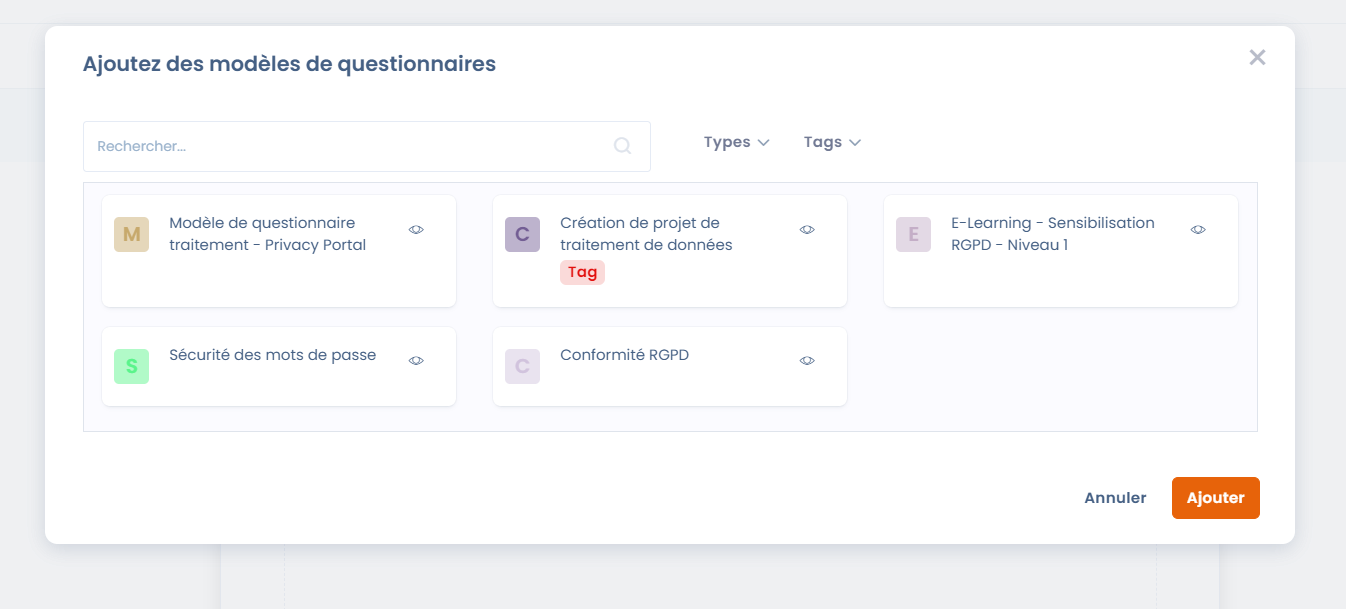 Ajoutez des modèles de questionnaires
Rechercher...
Types
Tags
M
Modèle de questionnaire
traitement - Privacy Portal
C
Création de projet de
traitement de données
Tag
E
E-Learning - Sensibilisation
RGPD - Niveau 1
S
Sécurité des mots de passe
C
Conformité RGPD
Annuler
Ajouter